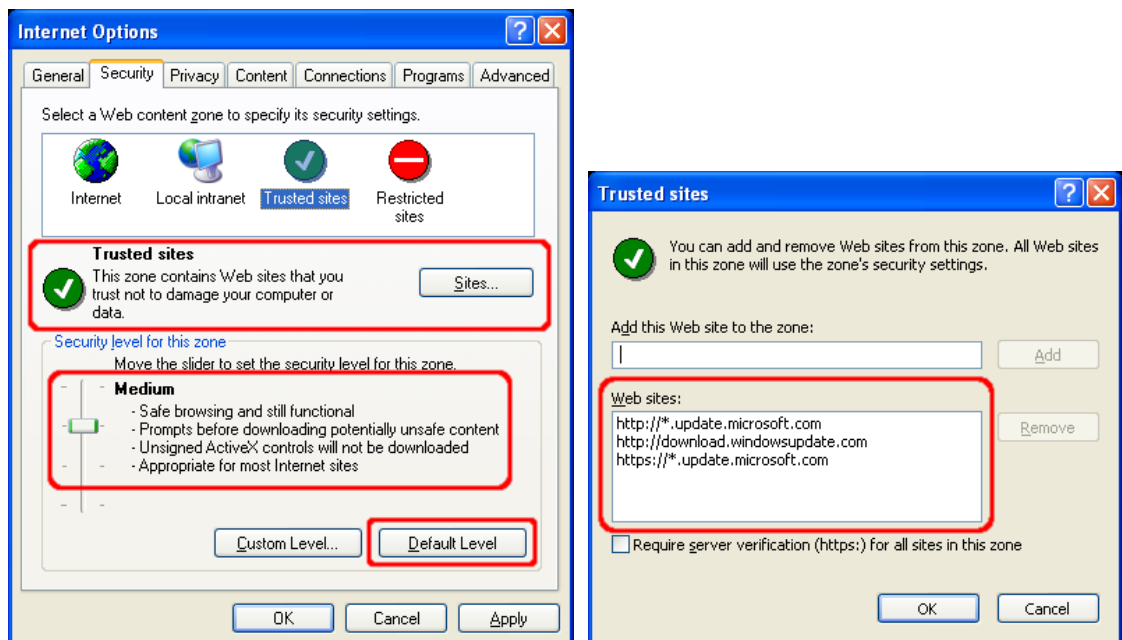 Internet Options
General Security Privacy Content Connections Programs Advanced
Select a Web content zone to specify its security settings.
Internet Local intranet Trusted sites Restricted
sites
Trusted sites
This zone contains Web sites that you
trust not to damage your computer or
data.
Sites...
Security level for this zone
Move the slider to set the security level for this zone.
Medium
- Safe browsing and still functional
- Prompts before downloading potentially unsafe content
- Unsigned ActiveX controls will not be downloaded
- Appropriate for most Internet sites
Custom Level... Default Level
OK Cancel Apply
Trusted sites
You can add and remove Web sites from this zone. All Web sites
in this zone will use the zone's security settings.
Add this Web site to the zone:
Add
Web sites:
http://*.update.microsoft.com
http://download.windowsupdate.com
https://*.update.microsoft.com
Remove
Require server verification (https:) for all sites in this zone
OK Cancel